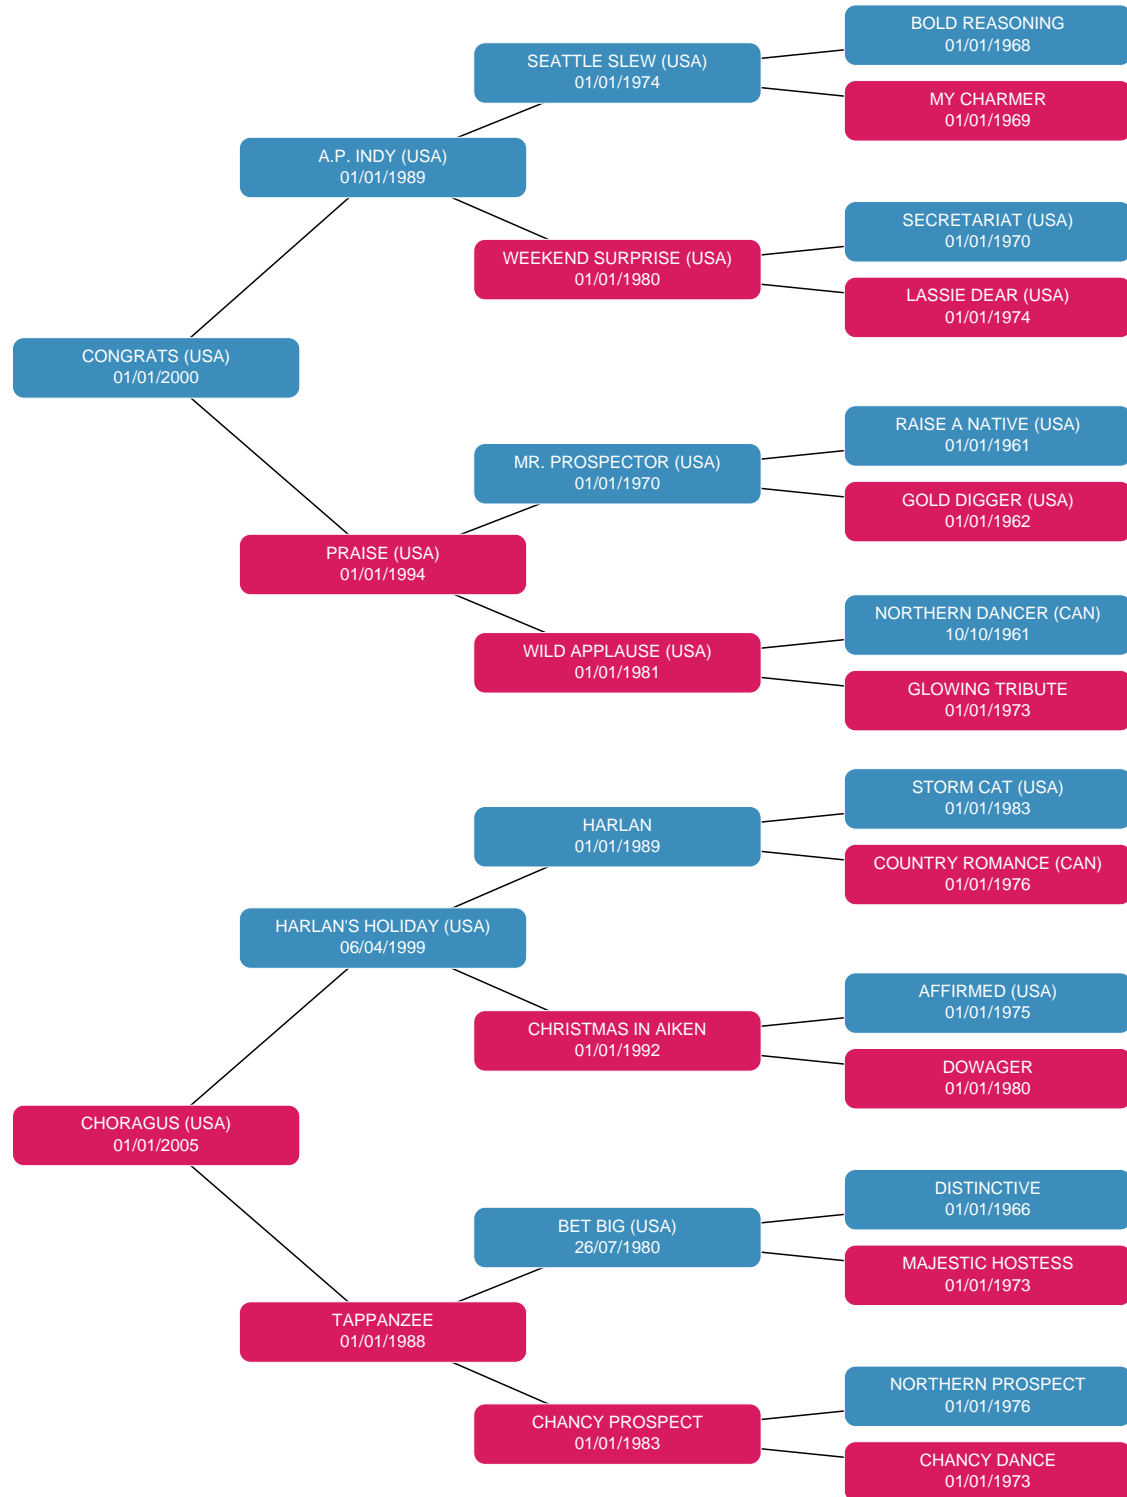 BOLD REASONING
01/01/1968
SEATTLE SLEW (USA)
01/01/1974
MY CHARMER
01/01/1969
A.P. INDY (USA)
01/01/1989
SECRETARIAT (USA)
01/01/1970
WEEKEND SURPRISE (USA)
01/01/1980
LASSIE DEAR (USA)
01/01/1974
CONGRATS (USA)
01/01/2000
RAISE A NATIVE (USA)
01/01/1961
MR. PROSPECTOR (USA)
01/01/1970
GOLD DIGGER (USA)
01/01/1962
PRAISE (USA)
01/01/1994
NORTHERN DANCER (CAN)
10/10/1961
WILD APPLAUSE (USA)
01/01/1981
GLOWING TRIBUTE
01/01/1973
STORM CAT (USA)
01/01/1983
HARLAN
01/01/1989
COUNTRY ROMANCE (CAN)
01/01/1976
HARLAN'S HOLIDAY (USA)
06/04/1999
AFFIRMED (USA)
01/01/1975
CHRISTMAS IN AIKEN
01/01/1992
DOWAGER
01/01/1980
CHORAGUS (USA)
01/01/2005
DISTINCTIVE
01/01/1966
BET BIG (USA)
26/07/1980
MAJESTIC HOSTESS
01/01/1973
TAPPANZEE
01/01/1988
NORTHERN PROSPECT
01/01/1976
CHANCY PROSPECT
01/01/1983
CHANCY DANCE
01/01/1973